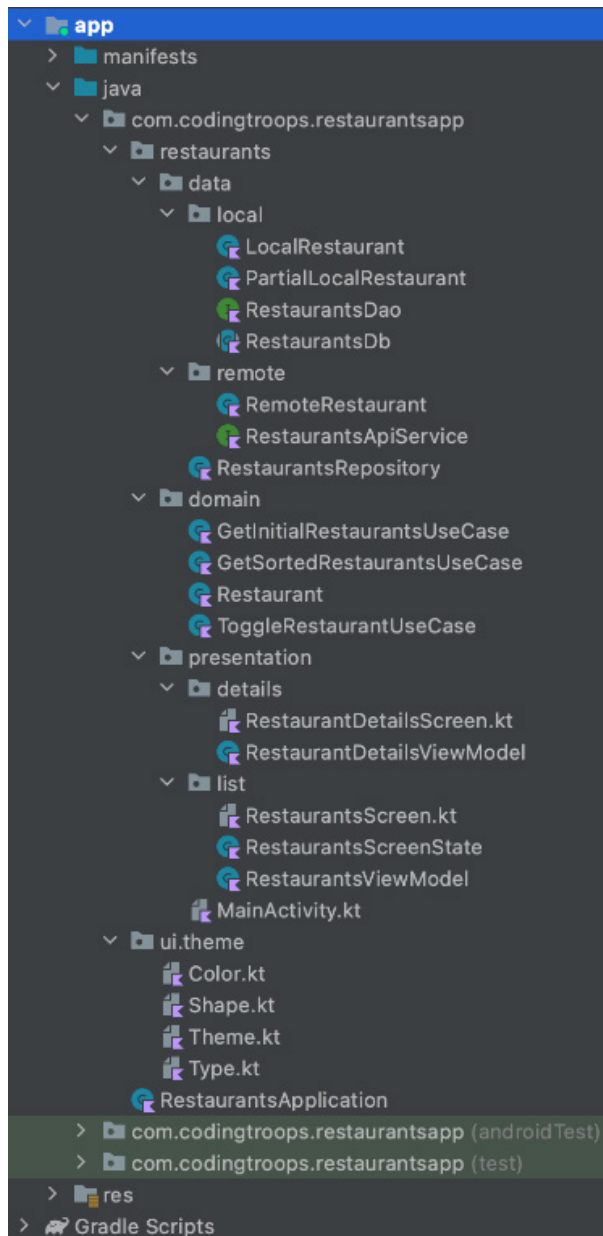 app
manifests
java
com.codingtroops.restaurantsapp
restaurants
data
local
LocalRestaurant
PartialLocalRestaurant
RestaurantsDao
RestaurantsDb
remote
RemoteRestaurant
RestaurantsApiService
RestaurantsRepository
domain
GetInitialRestaurantsUseCase
GetSortedRestaurantsUseCase
Restaurant
ToggleRestaurantUseCase
presentation
details
RestaurantDetailsScreen.kt
RestaurantDetailsViewModel
list
RestaurantsScreen.kt
RestaurantsScreenState
RestaurantsViewModel
MainActivity.kt
ui.theme
Color.kt
Shape.kt
Theme.kt
Type.kt
RestaurantsApplication
com.codingtroops.restaurantsapp (androidTest)
com.codingtroops.restaurantsapp (test)
res
Gradle Scripts